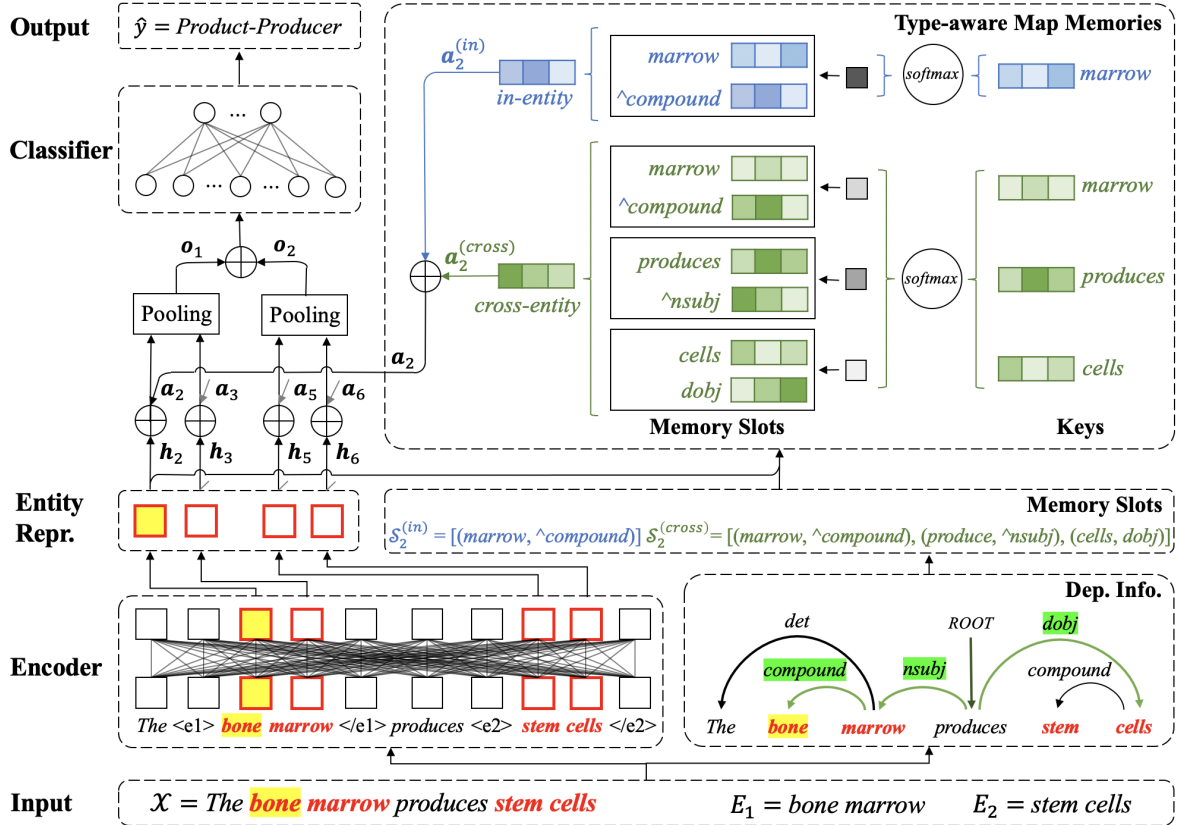 Output
ŷ = Product-Producer
Type-aware Map Memories
a₂^(in)
in-entity
marrow
^compound
softmax
marrow
Classifier
...
... ...
marrow
^compound
marrow
o₁ o₂
a₂^(cross)
cross-entity
produces
^nsubj
softmax
produces
Pooling Pooling
a₂
cells
dobj
cells
a₂ a₃ a₅ a₆
Memory Slots
Keys
h₂ h₃ h₅ h₆
Entity
Repr.
Memory Slots
𝒮₂^(in) = [(marrow, ^compound)] 𝒮₂^(cross) = [(marrow, ^compound), (produce, ^nsubj), (cells, dobj)]
Encoder
The <e1> bone marrow </e1> produces <e2> stem cells </e2>
Dep. Info.
det ROOT dobj
compound nsubj compound
The bone marrow produces stem cells
Input
𝒳 = The bone marrow produces stem cells
E₁ = bone marrow
E₂ = stem cells